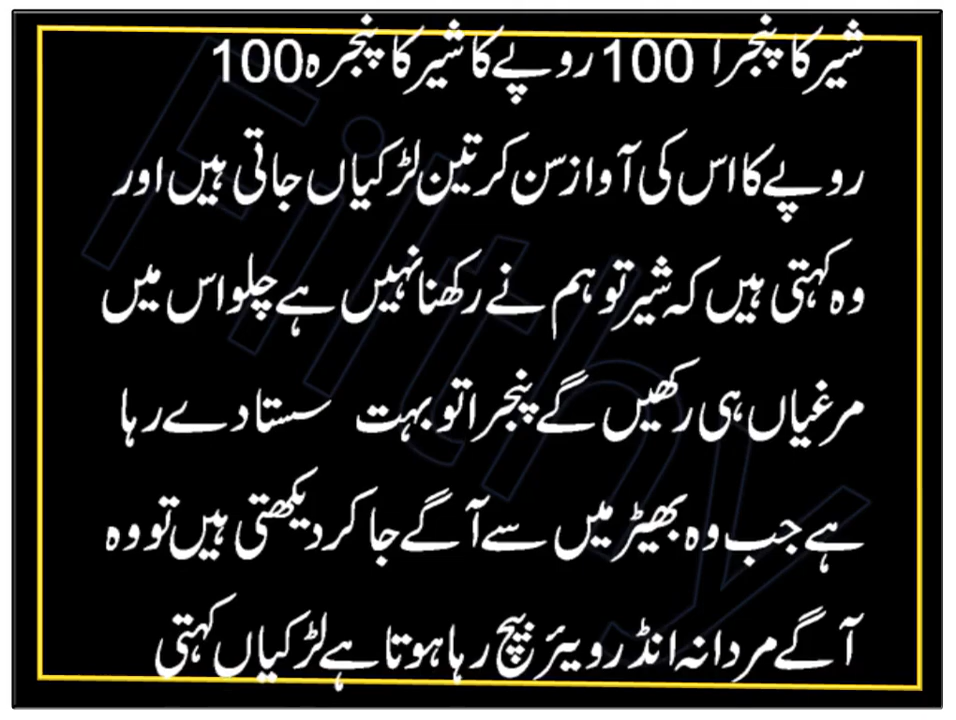 شیر کا پنجرا 100 روپے کا شیر کا پنجرہ 100
روپے کا اس کی آواز سن کر تین لڑکیاں جاتی ہیں اور
وہ کہتی ہیں کہ شیر تو ہم نے رکھنا نہیں ہے چلو اس میں
مرغیاں ہی رکھیں گے پنجرا تو بہت سستا دے رہا
ہے جب وہ بھیڑ میں سے آگے جا کر دیکھتی ہیں تو وہ
آگے مردانہ انڈرویئر بیچ رہا ہوتا ہے لڑکیاں کہتی
Filthy